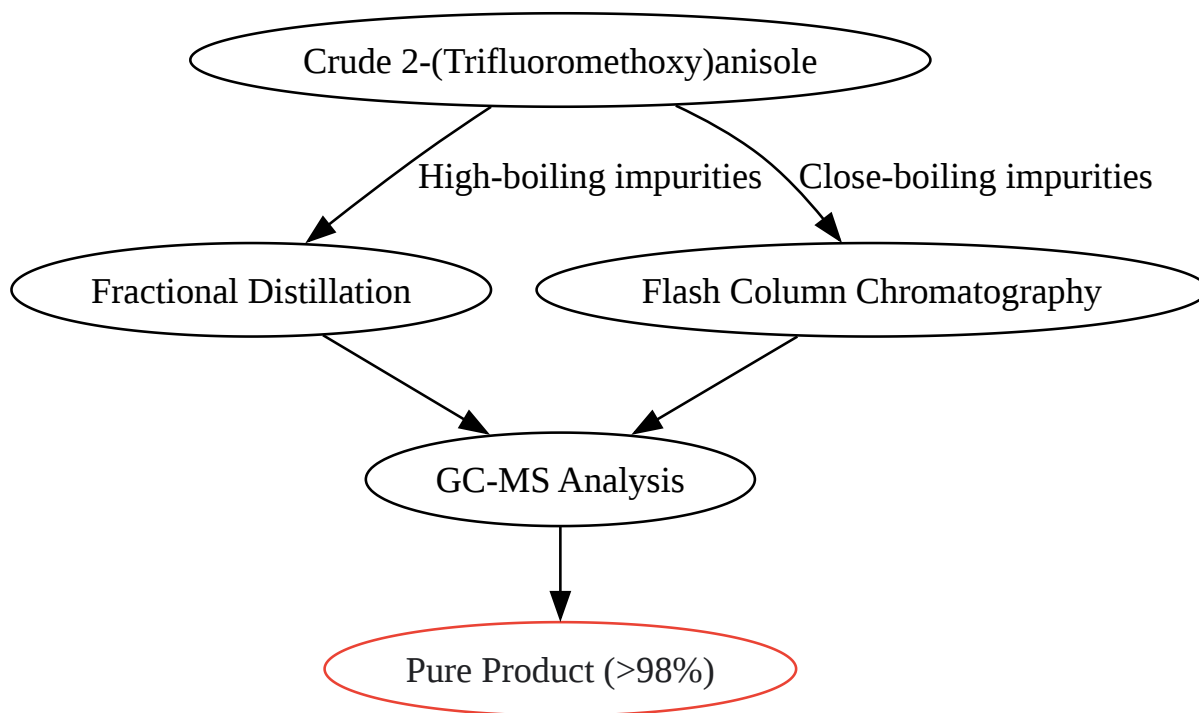 Crude 2-(Trifluoromethoxy)anisole
High-boiling impurities
Close-boiling impurities
Fractional Distillation
Flash Column Chromatography
GC-MS Analysis
Pure Product (>98%)